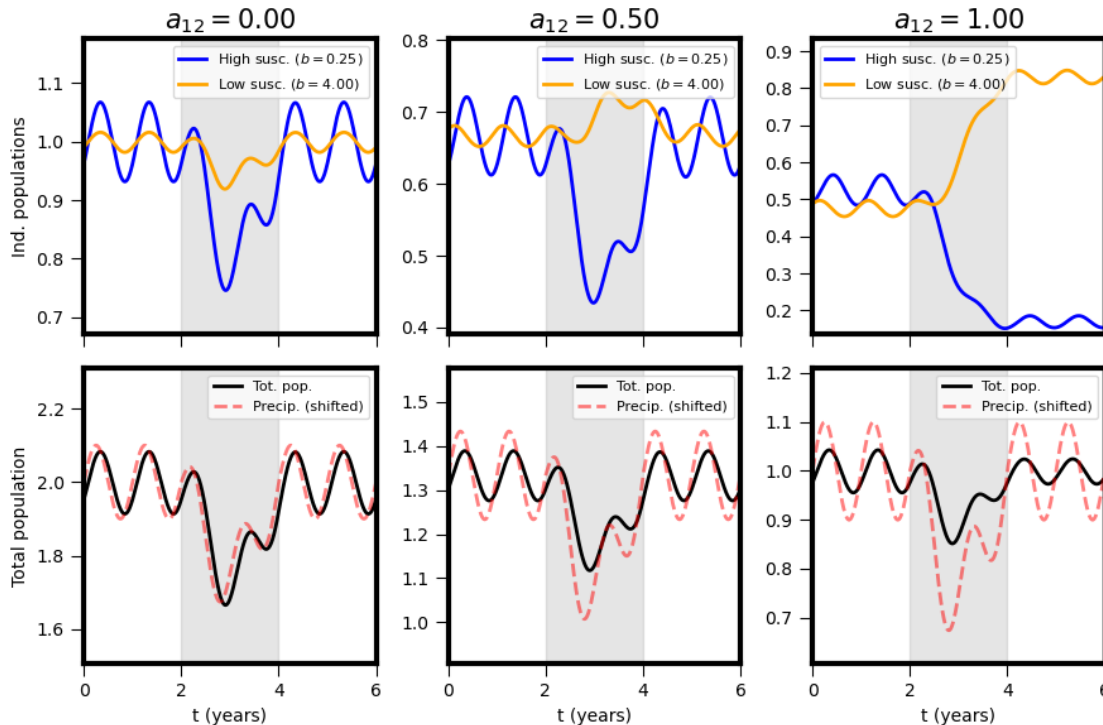 a₁₂ = 0.00
a₁₂ = 0.50
a₁₂ = 1.00
Ind. populations
1.1
1.0
0.9
0.8
0.7
High susc. (b = 0.25)
Low susc. (b = 4.00)
0.8
0.7
0.6
0.5
0.4
High susc. (b = 0.25)
Low susc. (b = 4.00)
0.9
0.8
0.7
0.6
0.5
0.4
0.3
0.2
High susc. (b = 0.25)
Low susc. (b = 4.00)
Total population
2.2
2.0
1.8
1.6
Tot. pop.
Precip. (shifted)
0 2 4 6
t (years)
1.5
1.4
1.3
1.2
1.1
1.0
Tot. pop.
Precip. (shifted)
0 2 4 6
t (years)
1.2
1.1
1.0
0.9
0.8
0.7
Tot. pop.
Precip. (shifted)
0 2 4 6
t (years)